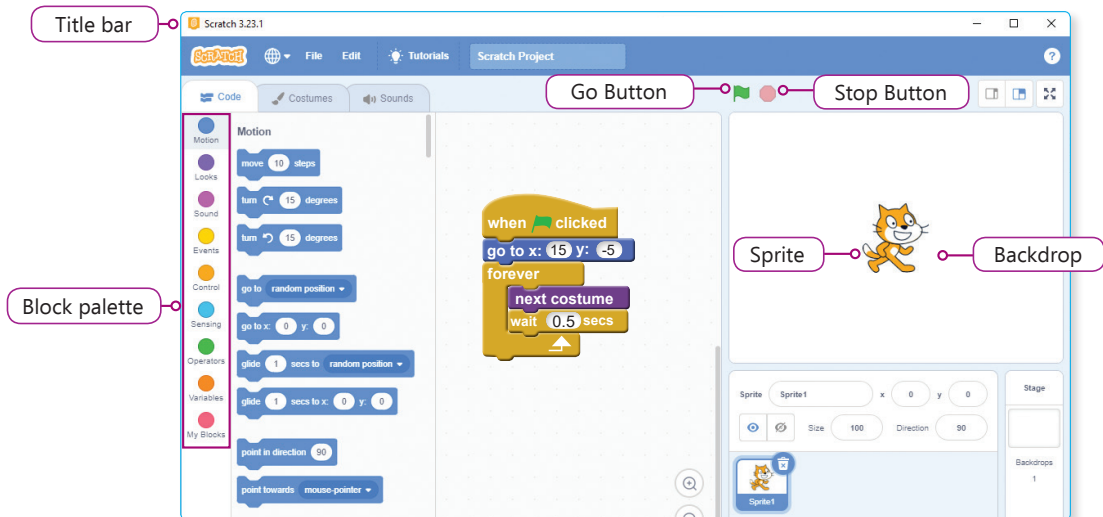 Title bar
Scratch 3.23.1
SCRATCH File Edit Tutorials Scratch Project ?
Code Costumes Sounds
Go Button
Stop Button
Block palette
Motion
Looks
Sound
Events
Control
Sensing
Operators
Variables
My Blocks
Motion
move 10 steps
turn 15 degrees
turn 15 degrees
go to random position
go to x: 0 y: 0
glide 1 secs to random position
glide 1 secs to x: 0 y: 0
point in direction 90
point towards mouse-pointer
when clicked
go to x: 15 y: -5
forever
next costume
wait 0.5 secs
Sprite
Backdrop
Sprite Sprite1 x 0 y 0
Size 100 Direction 90
Sprite1
Stage
Backdrops
1